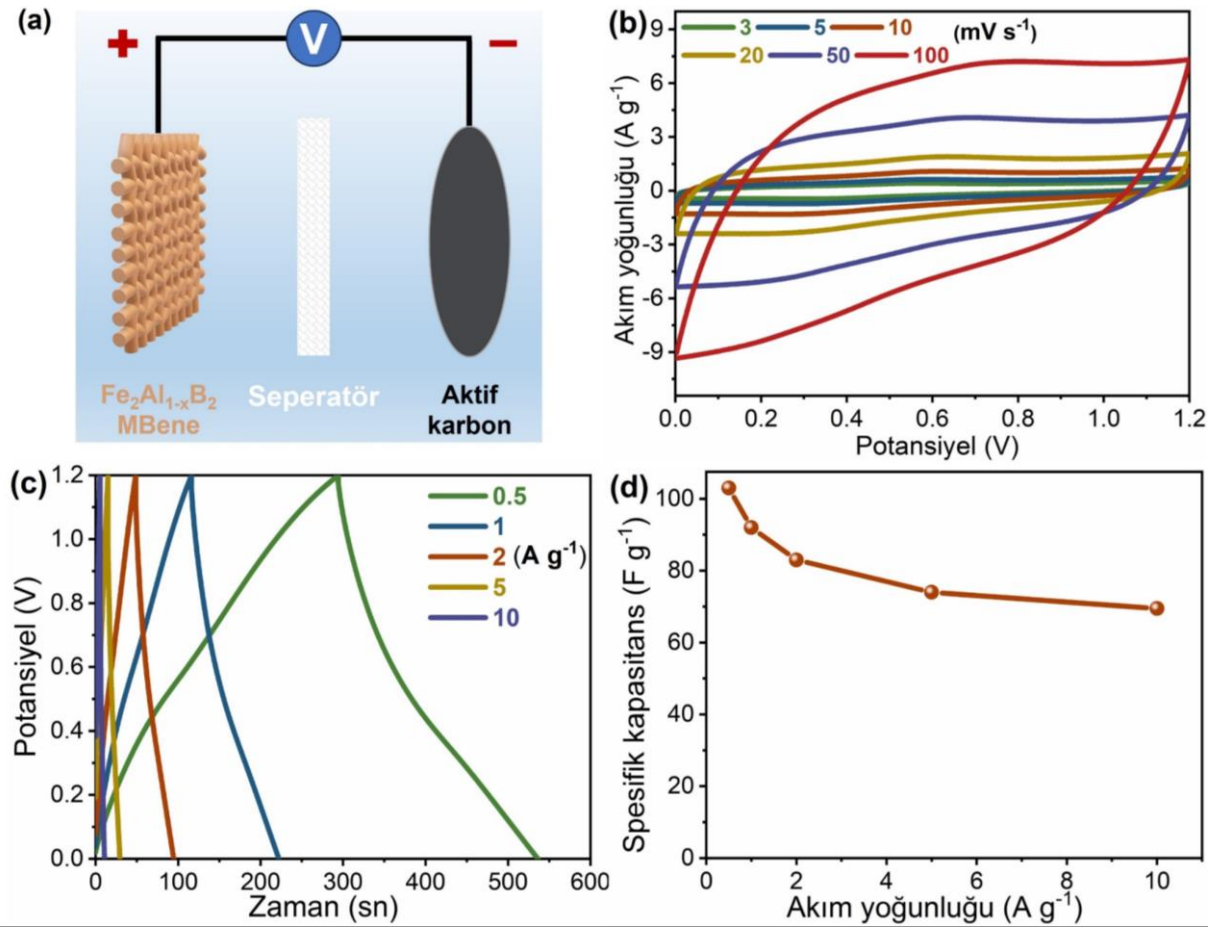 (a)
+
V
−
Fe₂Al₁₋ₓB₂
MBene
Seperatör
Aktif
karbon
(b)
3 5 10 (mV s⁻¹)
20 50 100
Akım yoğunluğu (A g⁻¹)
9
6
3
0
-3
-6
-9
0.0 0.2 0.4 0.6 0.8 1.0 1.2
Potansiyel (V)
(c)
0.5
1
2 (A g⁻¹)
5
10
Potansiyel (V)
1.2
1.0
0.8
0.6
0.4
0.2
0.0
0 100 200 300 400 500 600
Zaman (sn)
(d)
Spesifik kapasitans (F g⁻¹)
100
80
60
40
20
0
0 2 4 6 8 10
Akım yoğunluğu (A g⁻¹)